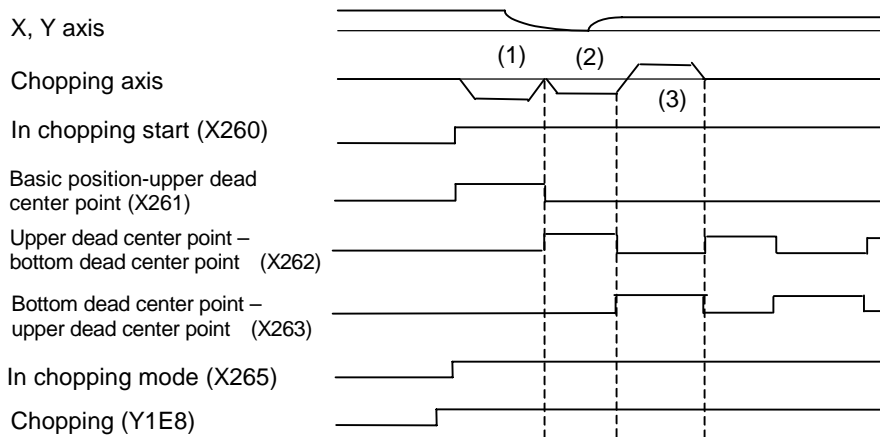 X, Y axis
(1)
(2)
Chopping axis
(3)
In chopping start (X260)
Basic position-upper dead
center point (X261)
Upper dead center point –
bottom dead center point (X262)
Bottom dead center point –
upper dead center point (X263)
In chopping mode (X265)
Chopping (Y1E8)